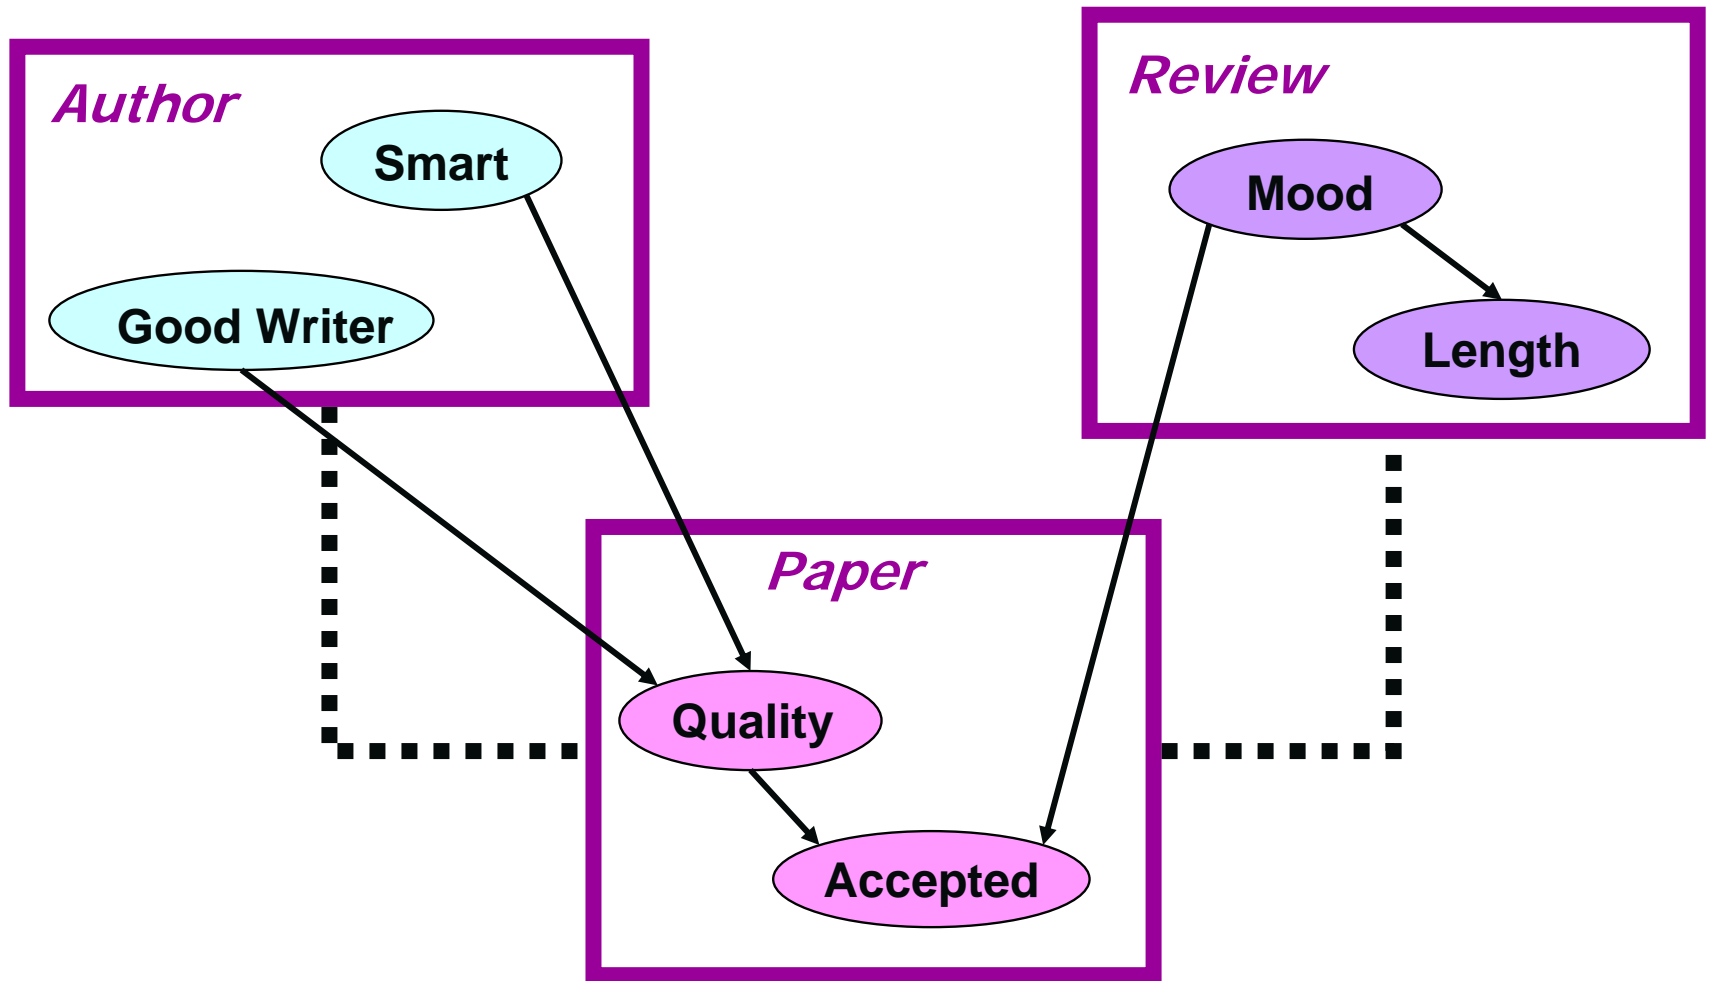 Author
Smart
Good Writer
Review
Mood
Length
Paper
Quality
Accepted